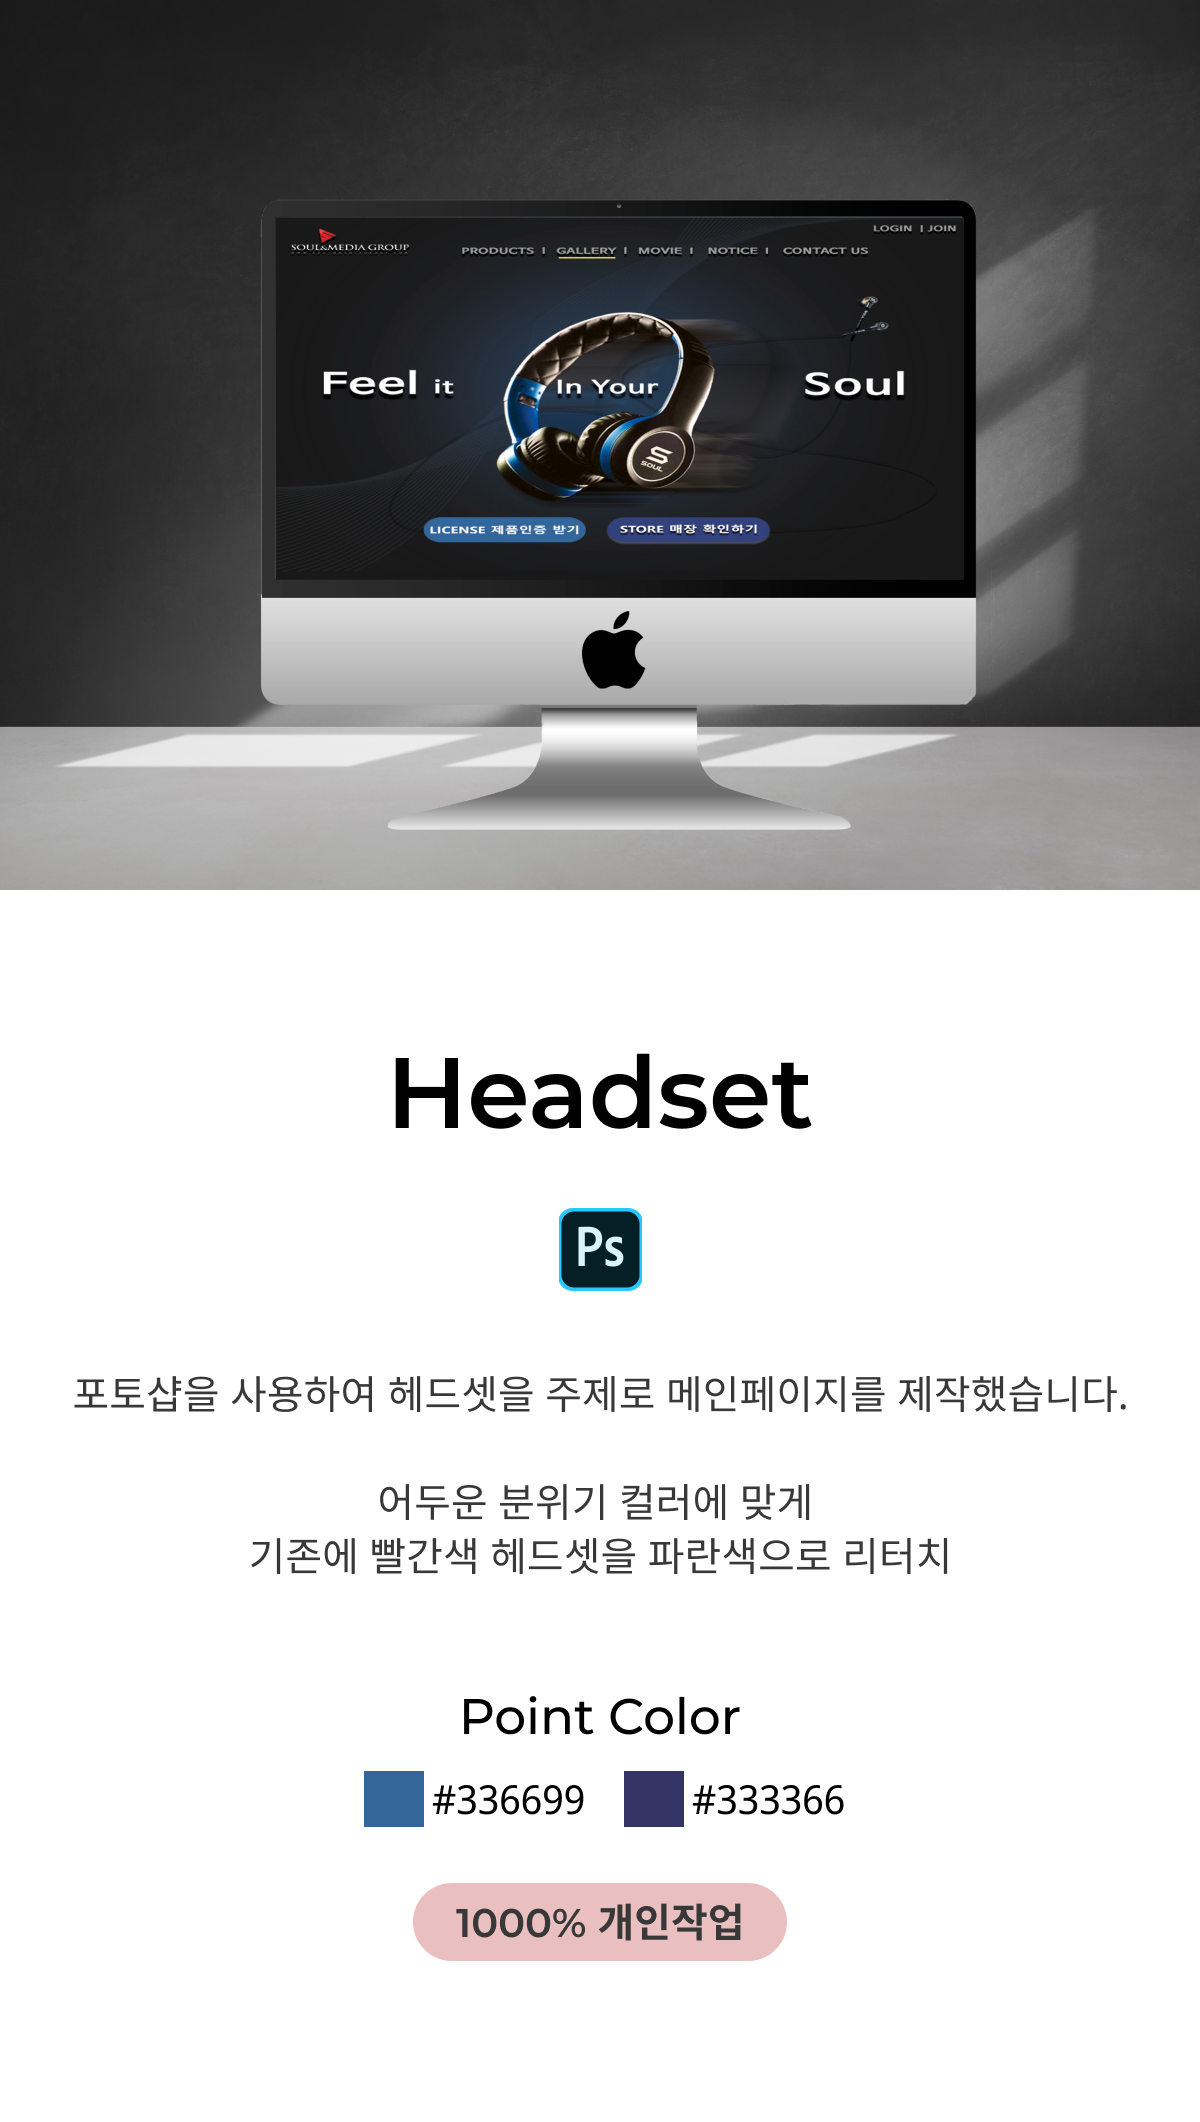 LOGIN | JOIN
SOUL&MEDIA GROUP
PRODUCTS I GALLERY I MOVIE I NOTICE I CONTACT US
Feel it In Your Soul
S
SOUL
LICENSE 제품인증 받기 STORE 매장 확인하기
Headset
Ps
포토샵을 사용하여 헤드셋을 주제로 메인페이지를 제작했습니다.
어두운 분위기 컬러에 맞게
기존에 빨간색 헤드셋을 파란색으로 리터치
Point Color
#336699 #333366
1000% 개인작업